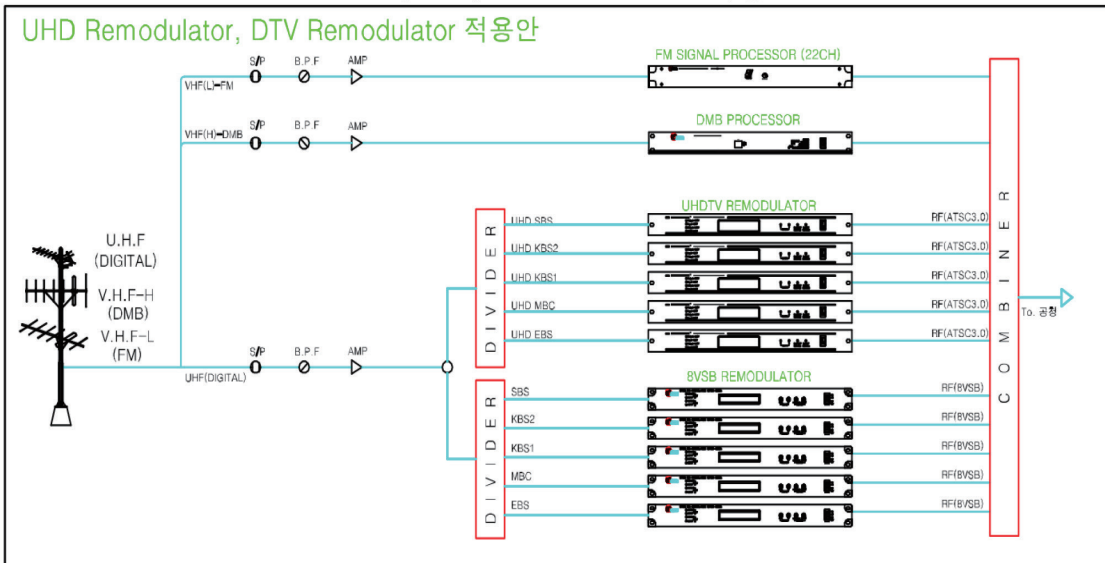 UHD Remodulator, DTV Remodulator 적용안
S/P B.P.F AMP
VHF(L)-FM
FM SIGNAL PROCESSOR (22CH)
S/P B.P.F AMP
VHF(H)-DMB
DMB PROCESSOR
U.H.F
(DIGITAL)
V.H.F-H
(DMB)
V.H.F-L
(FM)
S/P B.P.F AMP
UHF(DIGITAL)
DIVIDER
UHDTV REMODULATOR
UHD SBS RF(ATSC3.0)
UHD KBS2 RF(ATSC3.0)
UHD KBS1 RF(ATSC3.0)
UHD MBC RF(ATSC3.0)
UHD EBS RF(ATSC3.0)
DIVIDER
8VSB REMODULATOR
SBS RF(8VSB)
KBS2 RF(8VSB)
KBS1 RF(8VSB)
MBC RF(8VSB)
EBS RF(8VSB)
COMBINER
To. 공청